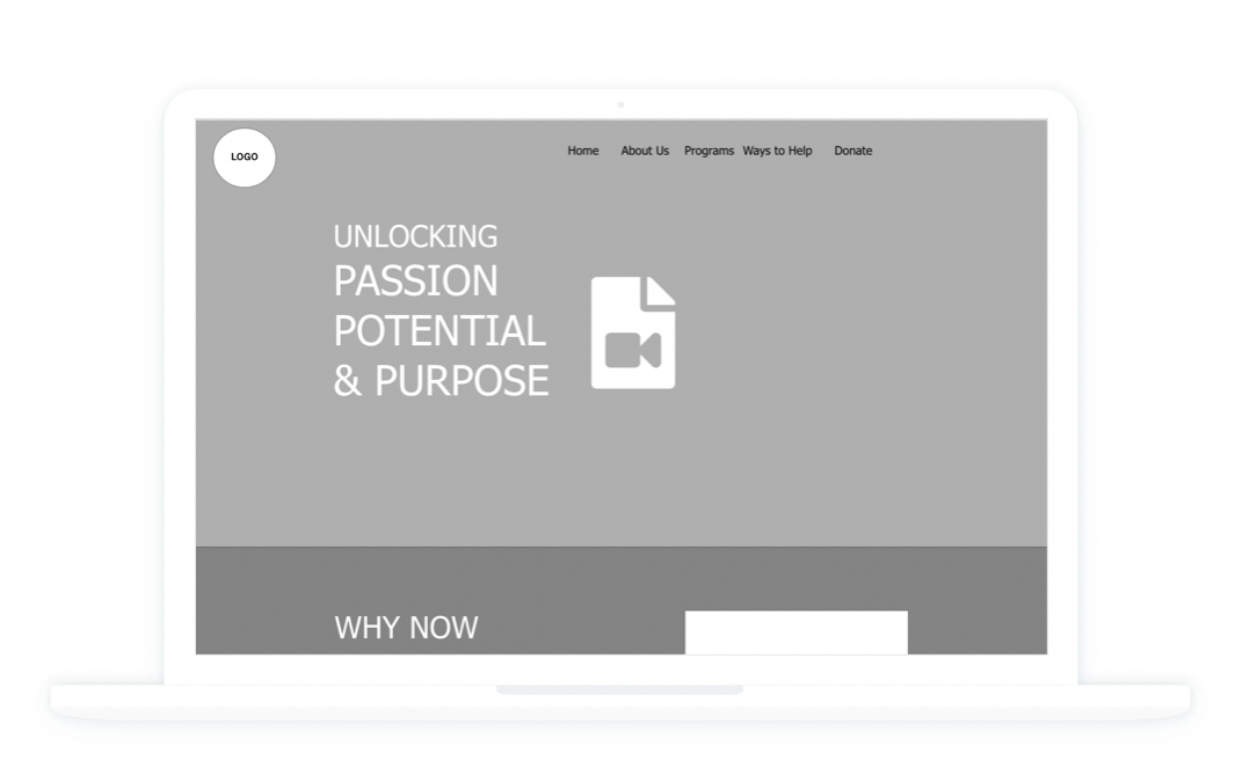 LOGO
Home About Us Programs Ways to Help Donate
UNLOCKING
PASSION
POTENTIAL
& PURPOSE
WHY NOW